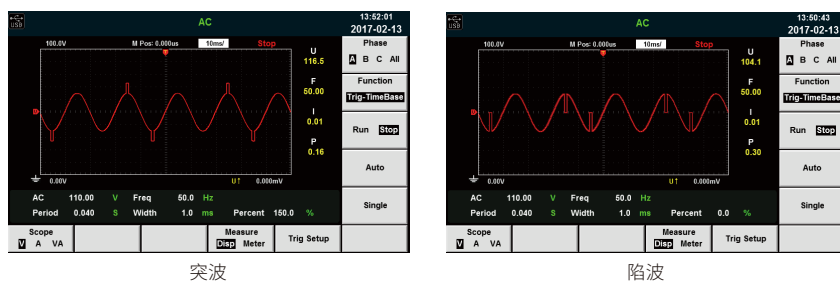 USB
AC
13:52:01
2017-02-13
100.0V
M Pos: 0.000us
10ms/
Stop
U
116.5
F
50.00
I
0.01
P
0.16
T
B
0.00V
U↑
0.000mV
Phase
A B C All
Function
Trig-TimeBase
Run Stop
Auto
Single
AC 110.00 V Freq 50.0 Hz
Period 0.040 S Width 1.0 ms Percent 150.0 %
Scope
V A VA
Measure
Disp Meter
Trig Setup
突波
USB
AC
13:50:43
2017-02-13
100.0V
M Pos: 0.000us
10ms/
Stop
U
104.1
F
50.00
I
0.01
P
0.30
0.00V
U↑
0.000mV
Phase
A B C All
Function
Trig-TimeBase
Run Stop
Auto
Single
AC 110.00 V Freq 50.0 Hz
Period 0.040 S Width 1.0 ms Percent 0.0 %
Scope
V A VA
Measure
Disp Meter
Trig Setup
陷波